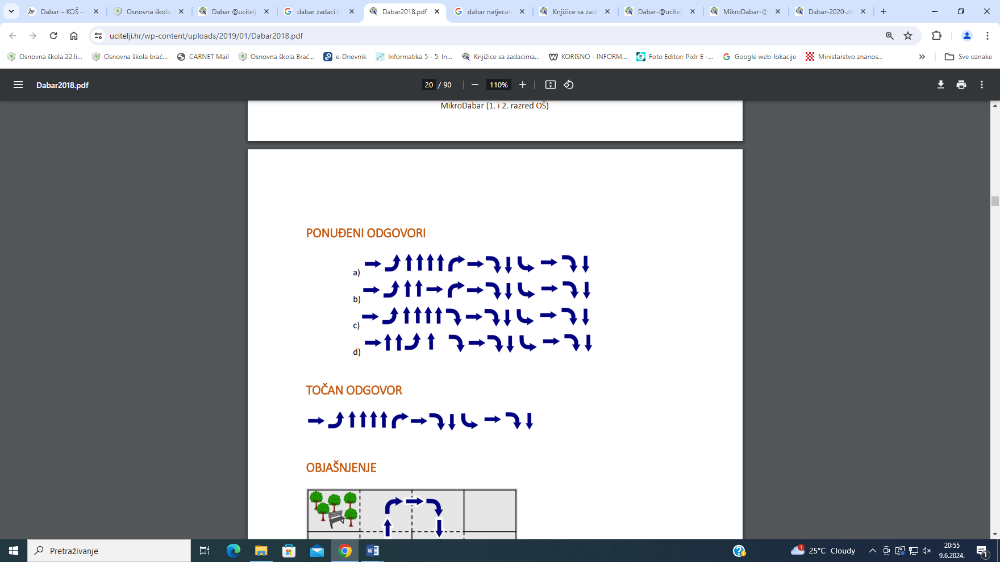 Dabar – KOŠ –
Osnovna škola
Dabar @ucitelj
dabar zadaci i
Dabar2018.pdf
dabar natjecan
Knjižice sa zada
Dabar-@ucitel
MikroDabar-@
Dabar-2020-zb
ucitelji.hr/wp-content/uploads/2019/01/Dabar2018.pdf
Osnovna škola 22.li...
Osnovna škola brać...
CARNET Mail
Osnovna škola Brać...
e-Dnevnik
Informatika 5 - 5. In...
Knjižice sa zadacima...
KORISNO - INFORM...
Foto Editor: Pixlr E -...
Google web-lokacije
Ministarstvo znanos...
Sve oznake
Dabar2018.pdf
20 / 90
110%
MikroDabar (1. i 2. razred OŠ)
PONUĐENI ODGOVORI
a)
b)
c)
d)
TOČAN ODGOVOR
OBJAŠNJENJE
Pretraživanje
1
25°C Cloudy
20:55
9.6.2024.
1